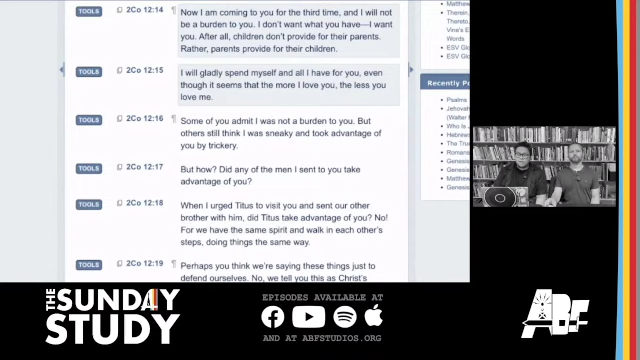 TOOLS 2Co 12:14 ¶ Now I am coming to you for the third time, and I will not
be a burden to you. I don't want what you have—I want
you. After all, children don't provide for their parents.
Rather, parents provide for their children.
TOOLS 2Co 12:15 I will gladly spend myself and all I have for you, even
though it seems that the more I love you, the less you
love me.
TOOLS 2Co 12:16 ¶ Some of you admit I was not a burden to you. But
others still think I was sneaky and took advantage of
you by trickery.
TOOLS 2Co 12:17 But how? Did any of the men I sent to you take
advantage of you?
TOOLS 2Co 12:18 When I urged Titus to visit you and sent our other
brother with him, did Titus take advantage of you? No!
For we have the same spirit and walk in each other's
steps, doing things the same way.
TOOLS 2Co 12:19 ¶ Perhaps you think we're saying these things just to
defend ourselves. No, we tell you this as Christ's
Matthew
Therein,
Thereto,
Vine's E
Words
ESV Glo
ESV Glo
Recently P
Psalms
Jehovah
(Walter
Who Is
Hebrews
The Tru
Romans
Genesis
Genesis
Matthew
Genesis
THE SUNDAY
STUDY
EPISODES AVAILABLE AT
AND AT ABFSTUDIOS.ORG
ABF